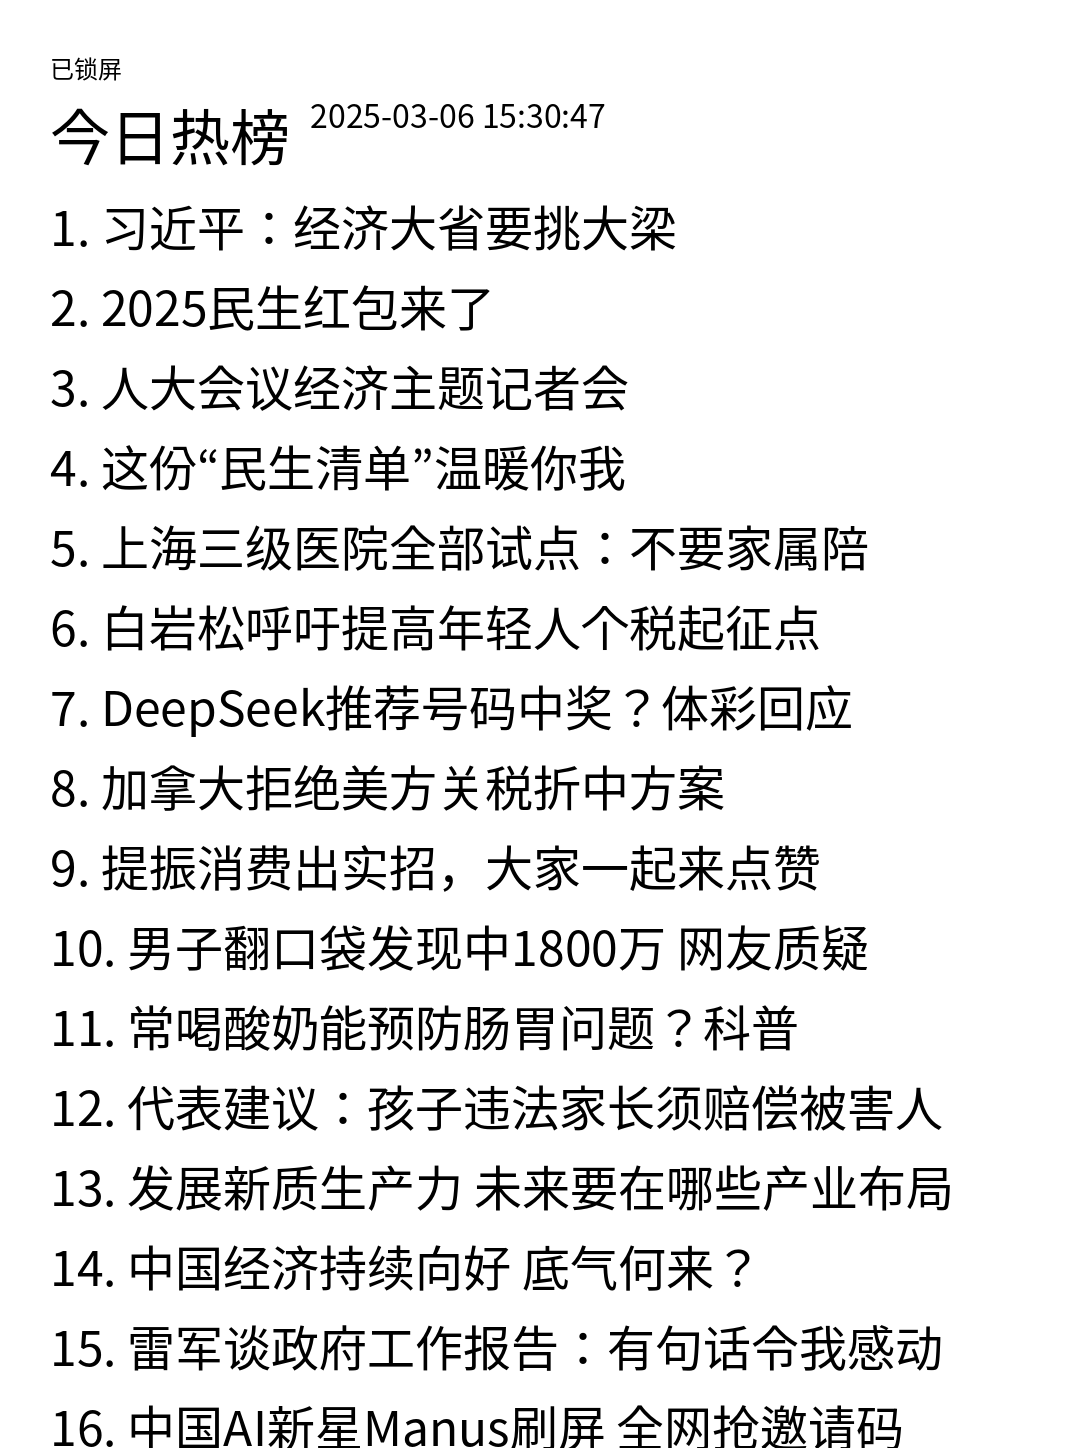 已锁屏
今日热榜 2025-03-06 15:30:47
1. 习近平：经济大省要挑大梁
2. 2025民生红包来了
3. 人大会议经济主题记者会
4. 这份“民生清单”温暖你我
5. 上海三级医院全部试点：不要家属陪
6. 白岩松呼吁提高年轻人个税起征点
7. DeepSeek推荐号码中奖？体彩回应
8. 加拿大拒绝美方关税折中方案
9. 提振消费出实招，大家一起来点赞
10. 男子翻口袋发现中1800万 网友质疑
11. 常喝酸奶能预防肠胃问题？科普
12. 代表建议：孩子违法家长须赔偿被害人
13. 发展新质生产力 未来要在哪些产业布局
14. 中国经济持续向好 底气何来？
15. 雷军谈政府工作报告：有句话令我感动
16. 中国AI新星Manus刷屏 全网抢邀请码